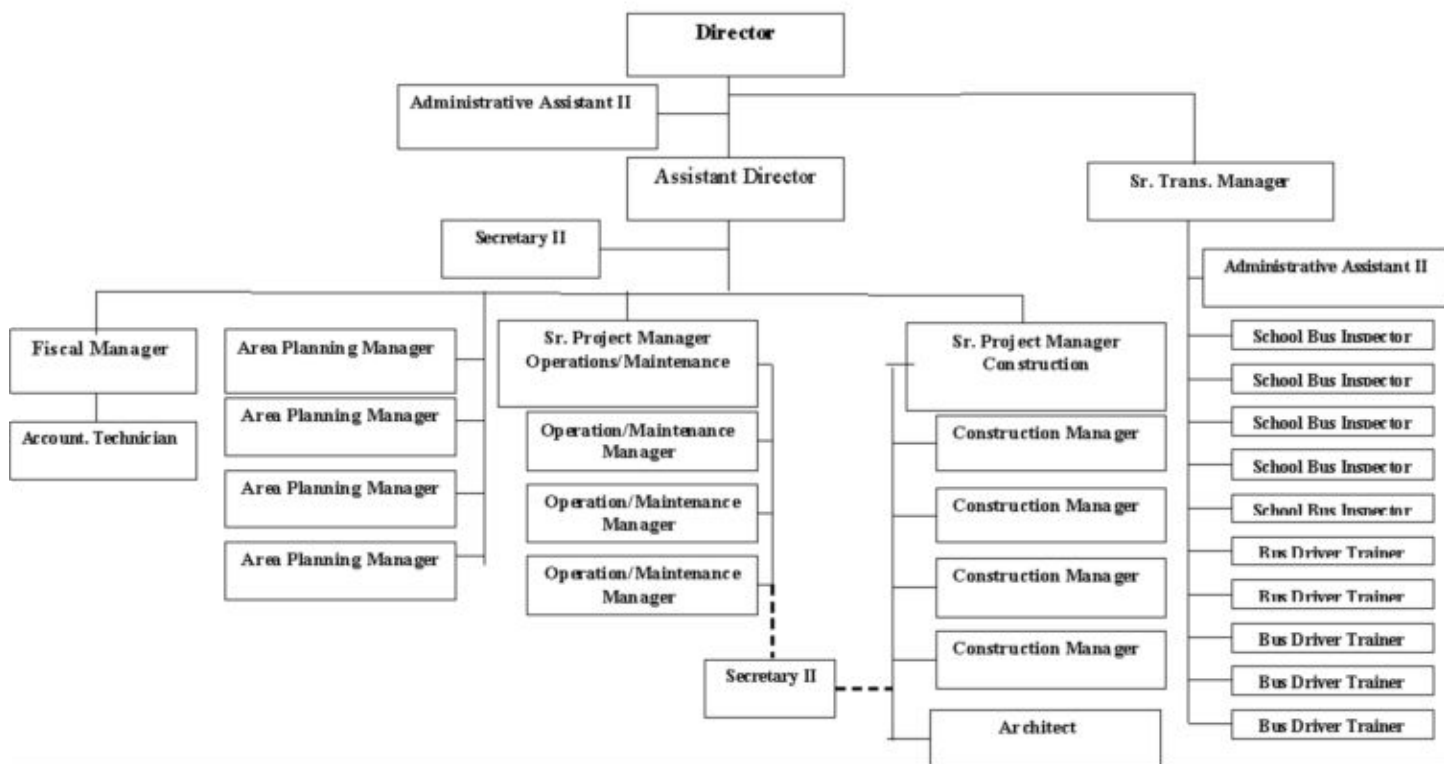 Director
Administrative Assistant II
Assistant Director
Sr. Trans. Manager
Secretary II
Administrative Assistant II
Fiscal Manager
Account. Technician
Area Planning Manager
Area Planning Manager
Area Planning Manager
Area Planning Manager
Sr. Project Manager
Operations/Maintenance
Operation/Maintenance
Manager
Operation/Maintenance
Manager
Operation/Maintenance
Manager
Secretary II
Sr. Project Manager
Construction
Construction Manager
Construction Manager
Construction Manager
Construction Manager
Architect
School Bus Inspector
School Bus Inspector
School Bus Inspector
School Bus Inspector
School Bus Inspector
Bus Driver Trainer
Bus Driver Trainer
Bus Driver Trainer
Bus Driver Trainer
Bus Driver Trainer